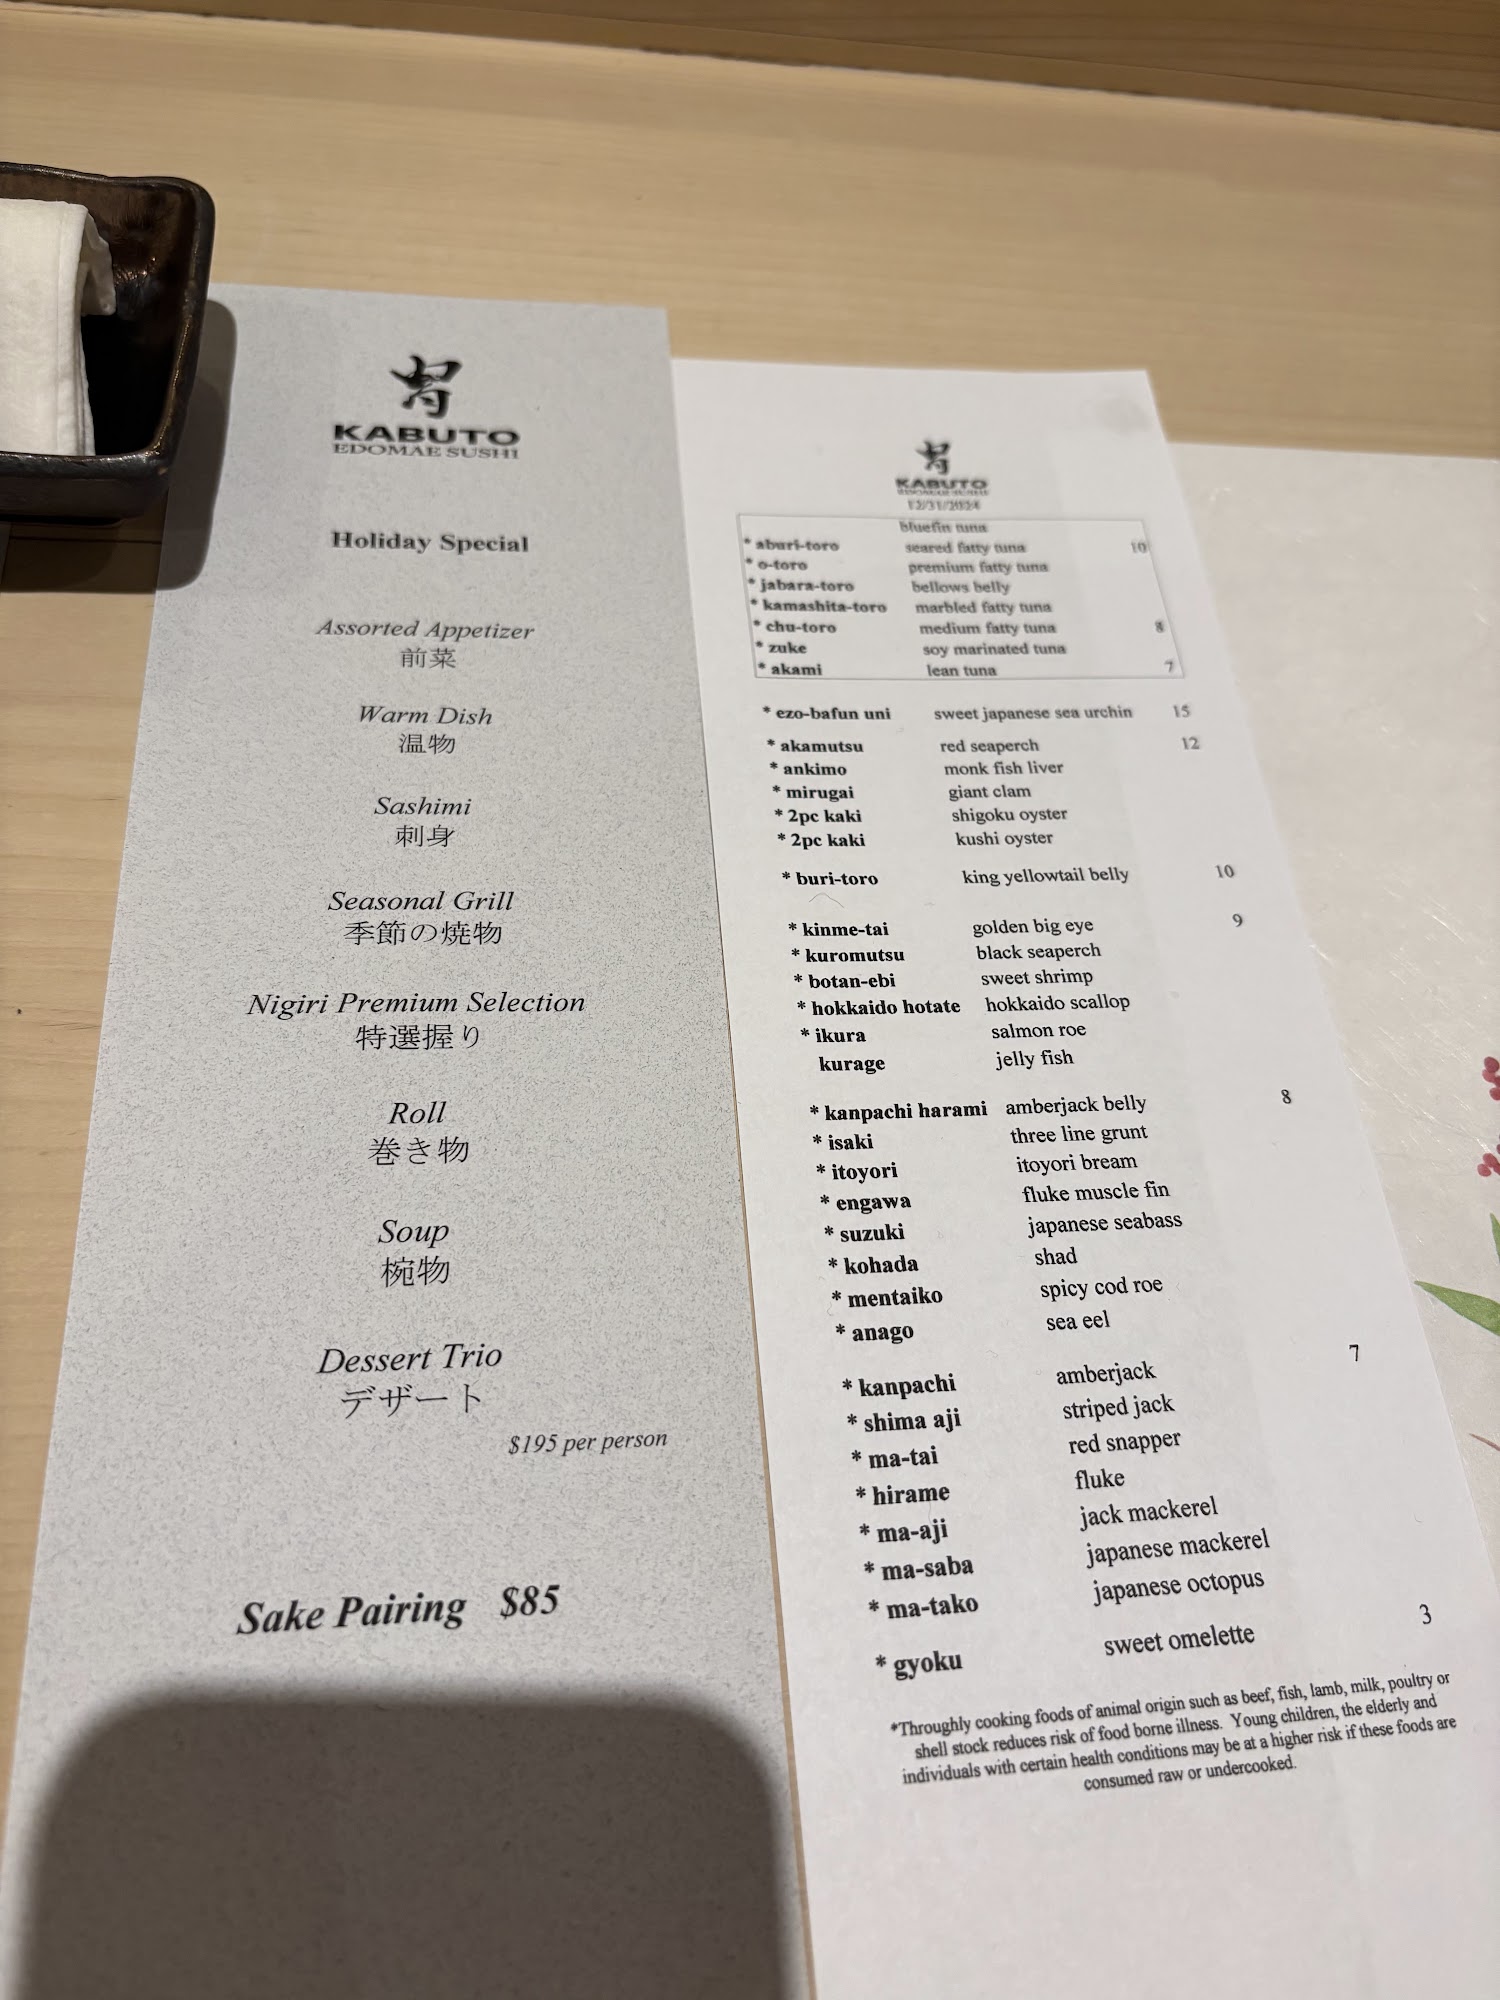 寿
KABUTO
EDOMAE SUSHI
Holiday Special
Assorted Appetizer
前菜
Warm Dish
温物
Sashimi
刺身
Seasonal Grill
季節の焼物
Nigiri Premium Selection
特選握り
Roll
巻き物
Soup
椀物
Dessert Trio
デザート
$195 per person
Sake Pairing $85
寿
KABUTO
EDOMAE SUSHI
12/31/2024
bluefin tuna
* aburi-toro seared fatty tuna 10
* o-toro premium fatty tuna
* jabara-toro bellows belly
* kamashita-toro marbled fatty tuna
* chu-toro medium fatty tuna 8
* zuke soy marinated tuna
* akami lean tuna 7
* ezo-bafun uni sweet japanese sea urchin 15
* akamutsu red seaperch 12
* ankimo monk fish liver
* mirugai giant clam
* 2pc kaki shigoku oyster
* 2pc kaki kushi oyster
* buri-toro king yellowtail belly 10
* kinme-tai golden big eye 9
* kuromutsu black seaperch
* botan-ebi sweet shrimp
* hokkaido hotate hokkaido scallop
* ikura salmon roe
kurage jelly fish
* kanpachi harami amberjack belly 8
* isaki three line grunt
* itoyori itoyori bream
* engawa fluke muscle fin
* suzuki japanese seabass
* kohada shad
* mentaiko spicy cod roe
* anago sea eel
* kanpachi amberjack 7
* shima aji striped jack
* ma-tai red snapper
* hirame fluke
* ma-aji jack mackerel
* ma-saba japanese mackerel
* ma-tako japanese octopus
* gyoku sweet omelette 3
*Throughly cooking foods of animal origin such as beef, fish, lamb, milk, poultry or
shell stock reduces risk of food borne illness. Young children, the elderly and
individuals with certain health conditions may be at a higher risk if these foods are
consumed raw or undercooked.